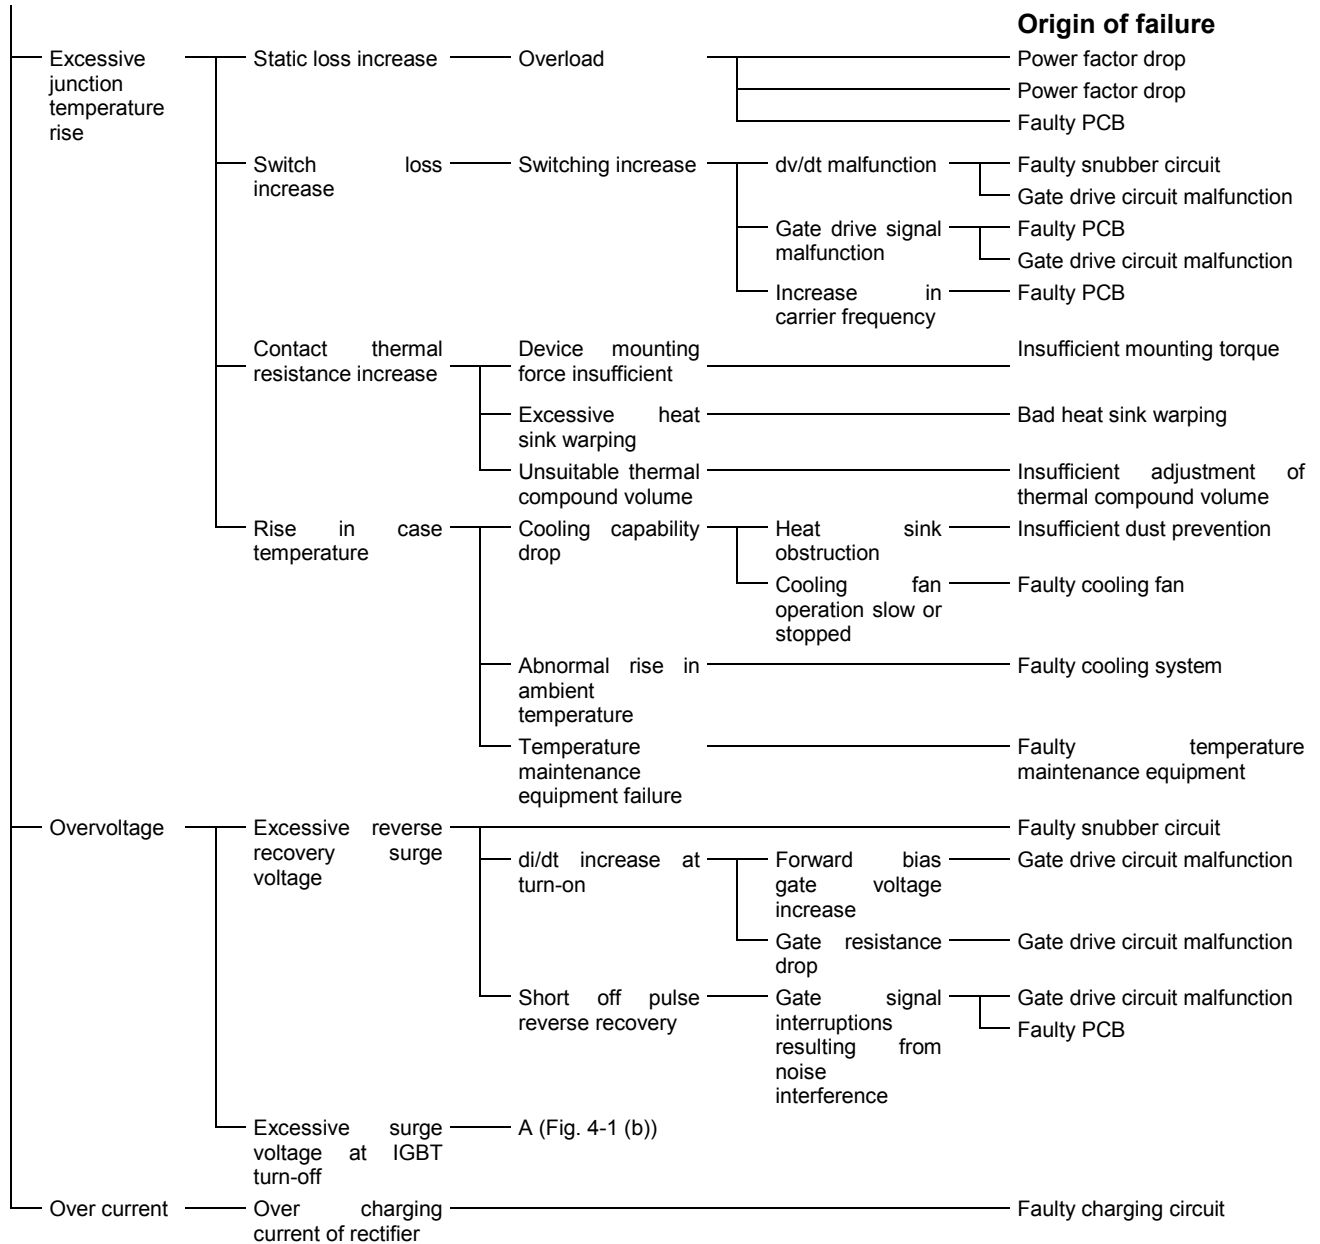 Origin of failure
Excessive
junction
temperature
rise
Static loss increase
Overload
Power factor drop
Power factor drop
Faulty PCB
Switch loss
increase
Switching increase
dv/dt malfunction
Faulty snubber circuit
Gate drive circuit malfunction
Gate drive signal
malfunction
Faulty PCB
Gate drive circuit malfunction
Increase in
carrier frequency
Faulty PCB
Contact thermal
resistance increase
Device mounting
force insufficient
Insufficient mounting torque
Excessive heat
sink warping
Bad heat sink warping
Unsuitable thermal
compound volume
Insufficient adjustment of
thermal compound volume
Rise in case
temperature
Cooling capability
drop
Heat sink
obstruction
Insufficient dust prevention
Cooling fan
operation slow or
stopped
Faulty cooling fan
Abnormal rise in
ambient
temperature
Faulty cooling system
Temperature
maintenance
equipment failure
Faulty temperature
maintenance equipment
Overvoltage
Excessive reverse
recovery surge
voltage
Faulty snubber circuit
di/dt increase at
turn-on
Forward bias
gate voltage
increase
Gate drive circuit malfunction
Gate resistance
drop
Gate drive circuit malfunction
Short off pulse
reverse recovery
Gate signal
interruptions
resulting from
noise
interference
Gate drive circuit malfunction
Faulty PCB
Excessive surge
voltage at IGBT
turn-off
A (Fig. 4-1 (b))
Over current
Over charging
current of rectifier
Faulty charging circuit